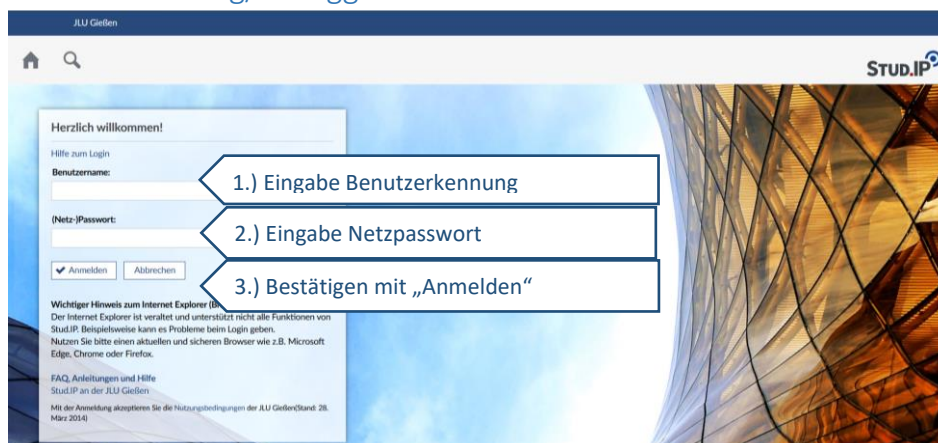 JLU Gießen
STUD.IP
Herzlich willkommen!
Hilfe zum Login
Benutzername:
1.) Eingabe Benutzerkennung
(Netz-)Passwort:
2.) Eingabe Netzpasswort
Anmelden Abbrechen
3.) Bestätigen mit „Anmelden“
Wichtiger Hinweis zum Internet Explorer
Der Internet Explorer ist veraltet und unterstützt nicht alle Funktionen von
Stud.IP. Beispielsweise kann es Probleme beim Login geben.
Nutzen Sie bitte einen aktuellen und sicheren Browser wie z.B. Microsoft
Edge, Chrome oder Firefox.
FAQ, Anleitungen und Hilfe
Stud.IP an der JLU Gießen
Mit der Anmeldung akzeptieren Sie die Nutzungsbedingungen der JLU Gießen(Stand: 28.
März 2014)